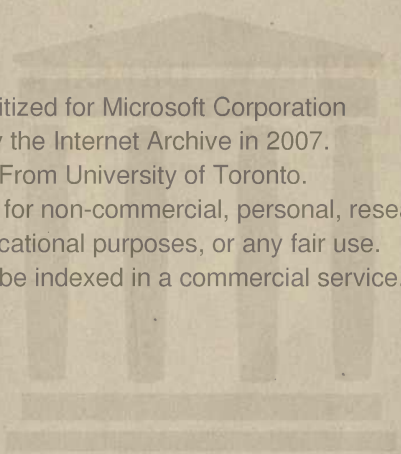 itized for Microsoft Corporation
the Internet Archive in 2007.
From University of Toronto.
for non-commercial, personal, rese
cational purposes, or any fair use.
be indexed in a commercial service.